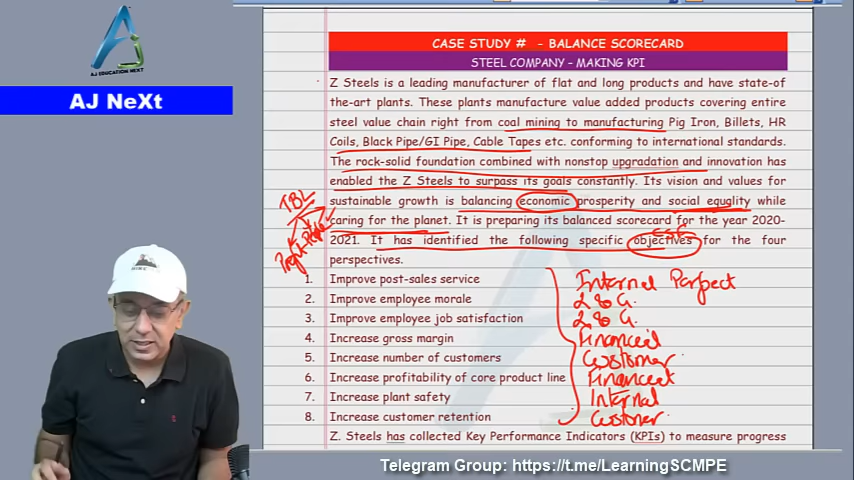 AJ EDUCATION NEXT
AJ NeXt
CASE STUDY # - BALANCE SCORECARD
STEEL COMPANY - MAKING KPI
Z Steels is a leading manufacturer of flat and long products and have state-of
the-art plants. These plants manufacture value added products covering entire
steel value chain right from coal mining to manufacturing Pig Iron, Billets, HR
Coils, Black Pipe/GI Pipe, Cable Tapes etc. conforming to international standards.
The rock-solid foundation combined with nonstop upgradation and innovation has
enabled the Z Steels to surpass its goals constantly. Its vision and values for
sustainable growth is balancing economic prosperity and social equqlity while
TBL
caring for the planet. It is preparing its balanced scorecard for the year 2020-
2021. It has identified the following specific objectives for the four
perspectives.
1. Improve post-sales service Internal
2. Improve employee morale L & G.
3. Improve employee job satisfaction L & G.
4. Increase gross margin Financial
5. Increase number of customers Customer
6. Increase profitability of core product line Financial
7. Increase plant safety Internal
8. Increase customer retention Customer
Z. Steels has collected Key Performance Indicators (KPIs) to measure progress
Telegram Group: https://t.me/LearningSCMPE